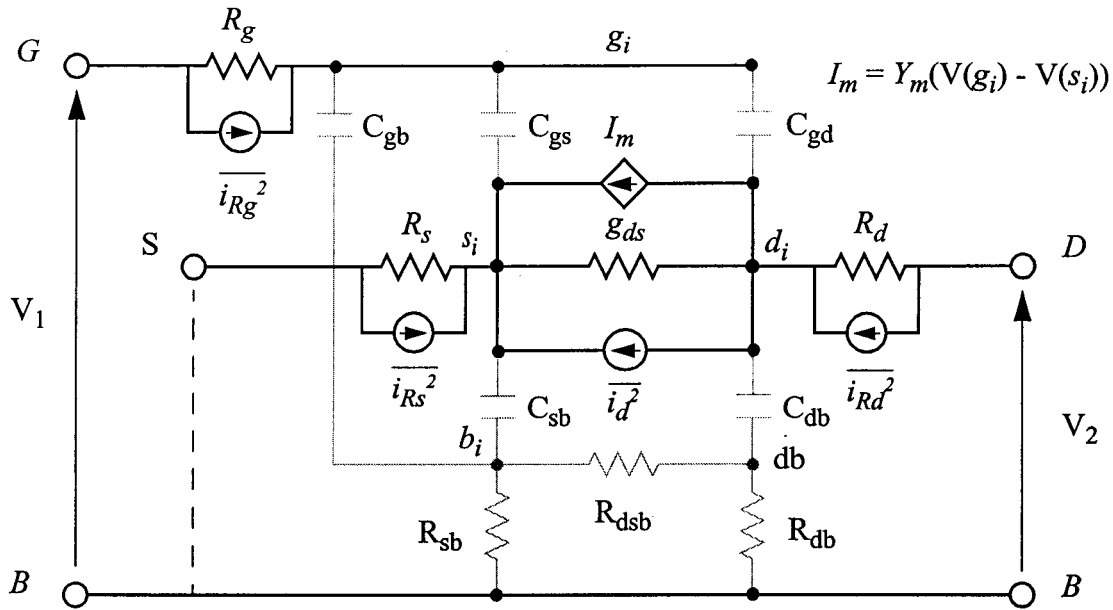 G
R_g
g_i
I_m = Y_m(V(g_i) - V(s_i))
C_gb
C_gs
I_m
C_gd
i_Rg^2
S
R_s
s_i
g_ds
d_i
R_d
D
V_1
i_Rs^2
C_sb
i_d^2
C_db
i_Rd^2
V_2
b_i
db
R_sb
R_dsb
R_db
B
B